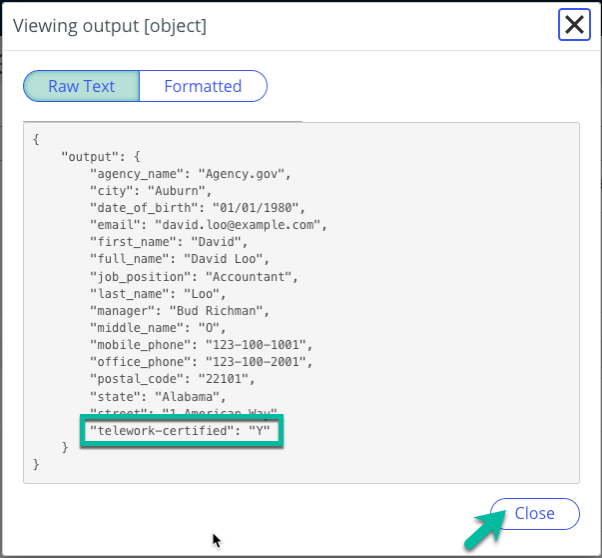 Viewing output [object]
Raw Text
Formatted
{
"output": {
"agency_name": "Agency.gov",
"city": "Auburn",
"date_of_birth": "01/01/1980",
"email": "david.loo@example.com",
"first_name": "David",
"full_name": "David Loo",
"job_position": "Accountant",
"last_name": "Loo",
"manager": "Bud Richman",
"middle_name": "O",
"mobile_phone": "123-100-1001",
"office_phone": "123-100-2001",
"postal_code": "22101",
"state": "Alabama",
"street": "1 American Way"
"telework-certified": "Y"
}
}
Close